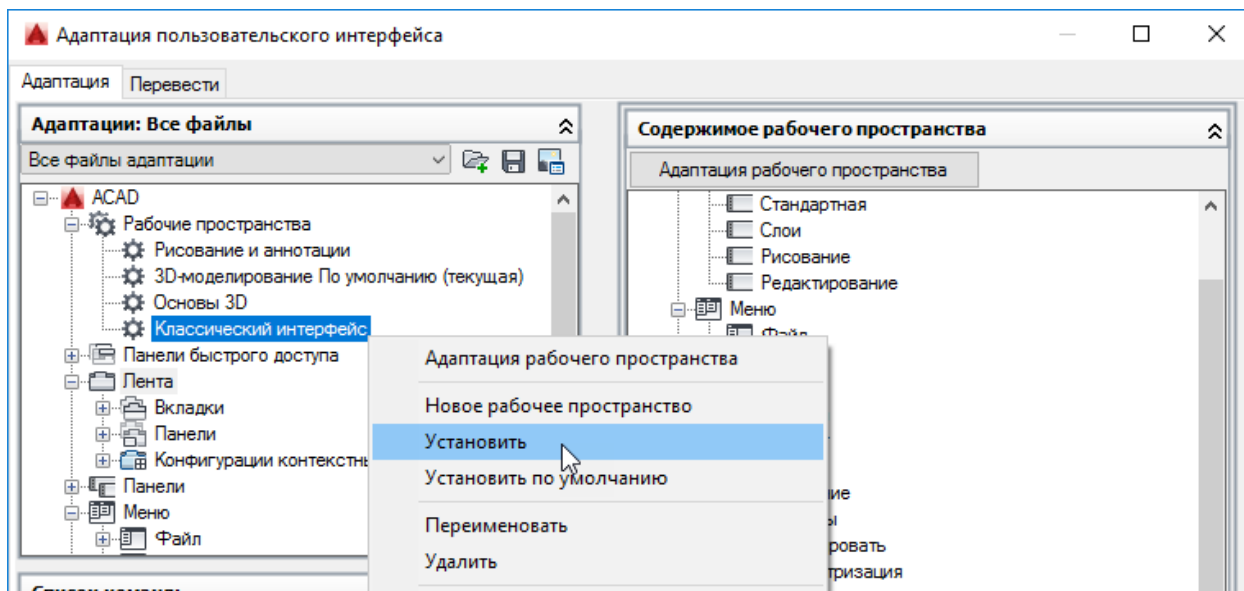 Адаптация пользовательского интерфейса
Адаптация
Перевести
Адаптации: Все файлы
Все файлы адаптации
ACAD
Рабочие пространства
Рисование и аннотации
3D-моделирование По умолчанию (текущая)
Основы 3D
Классический интерфейс
Панели быстрого доступа
Лента
Вкладки
Панели
Конфигурации
Панели
Меню
Файл
Содержимое рабочего пространства
Адаптация рабочего пространства
Стандартная
Слои
Рисование
Редактирование
Меню
Файл
Адаптация рабочего пространства
Новое рабочее пространство
Установить
Установить по умолчанию
Переименовать
Удалить